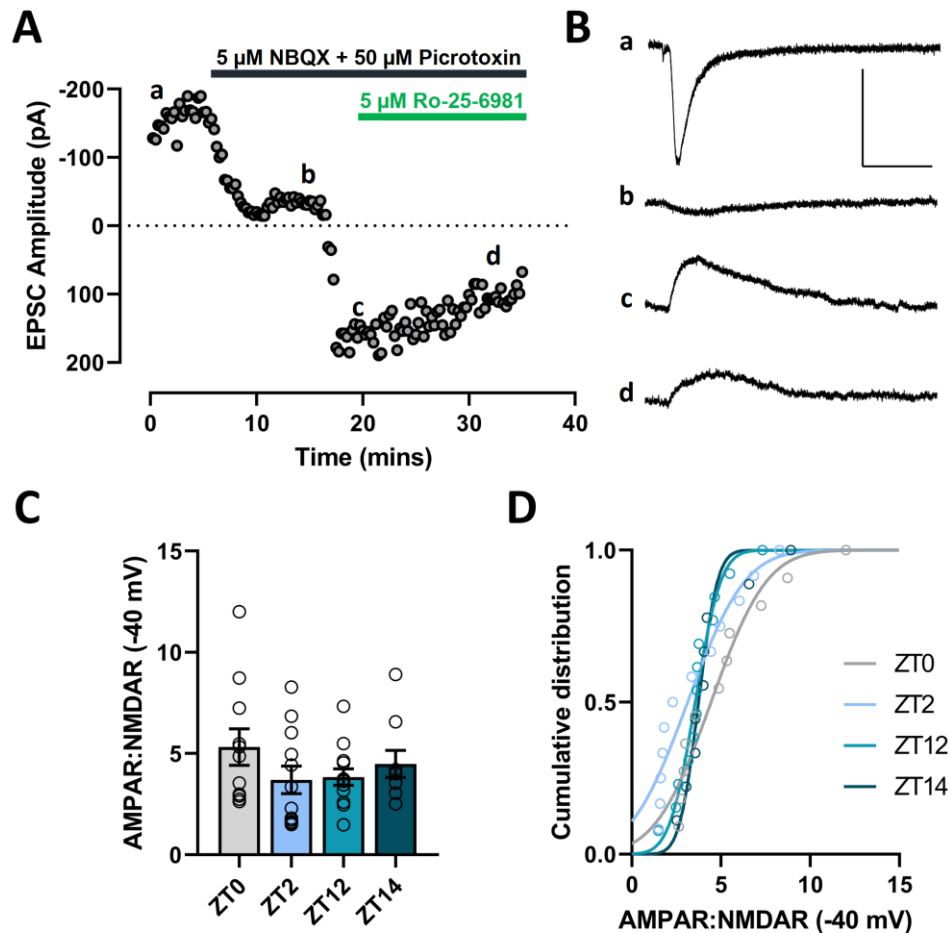 A
5 µM NBQX + 50 µM Picrotoxin
5 µM Ro-25-6981
EPSC Amplitude (pA)
-200
-100
0
100
200
a
b
c
d
0
10
20
30
40
Time (mins)
B
a
b
c
d
C
AMPAR:NMDAR (-40 mV)
15
10
5
0
ZT0
ZT2
ZT12
ZT14
D
Cumulative distribution
1.0
0.5
0.0
0
5
10
15
AMPAR:NMDAR (-40 mV)
ZT0
ZT2
ZT12
ZT14